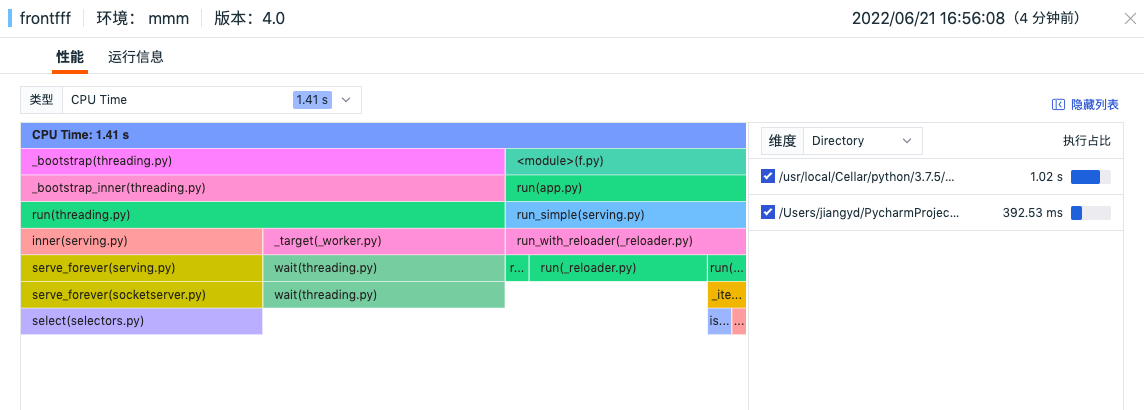 frontfff 环境： mmm 版本：4.0 2022/06/21 16:56:08（4 分钟前）
性能 运行信息
类型 CPU Time 1.41 s
隐藏列表
CPU Time: 1.41 s
维度 Directory 执行占比
_bootstrap(threading.py) <module>(f.py)
/usr/local/Cellar/python/3.7.5/... 1.02 s
_bootstrap_inner(threading.py) run(app.py)
run(threading.py) run_simple(serving.py)
/Users/jiangyd/PycharmProjec... 392.53 ms
inner(serving.py) _target(_worker.py) run_with_reloader(_reloader.py)
serve_forever(serving.py) wait(threading.py) r... run(_reloader.py) run(...
serve_forever(socketserver.py) wait(threading.py) _ite...
select(selectors.py) is... ...